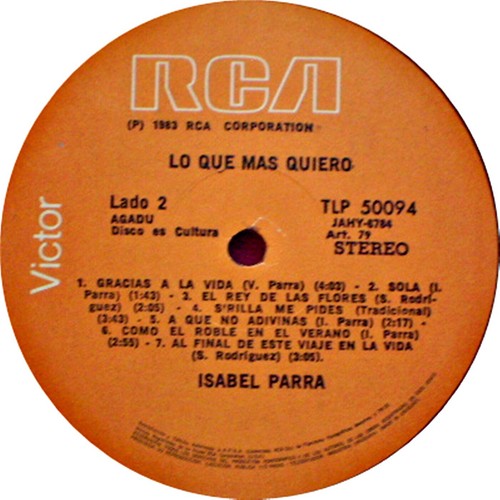 RCA
(P) 1983 RCA CORPORATION
LO QUE MAS QUIERO
Victor
Lado 2
AGADU
Disco es Cultura
TLP 50094
JAHY-6784
Art. 79
STEREO
1. GRACIAS A LA VIDA (V. Parra) (4:03) - 2. SOLA (I.
Parra) (1:43) - 3. EL REY DE LAS FLORES (S. Rodrí-
guez) (2:05) - 4. S'RILLA ME PIDES (Tradicional)
(3:43) - 5. A QUE NO ADIVINAS (I. Parra) (2:17) -
6. COMO EL ROBLE EN EL VERANO (I. Parra)
(2:55) - 7. AL FINAL DE ESTE VIAJE EN LA VIDA
(S. Rodríguez) (3:05).
ISABEL PARRA